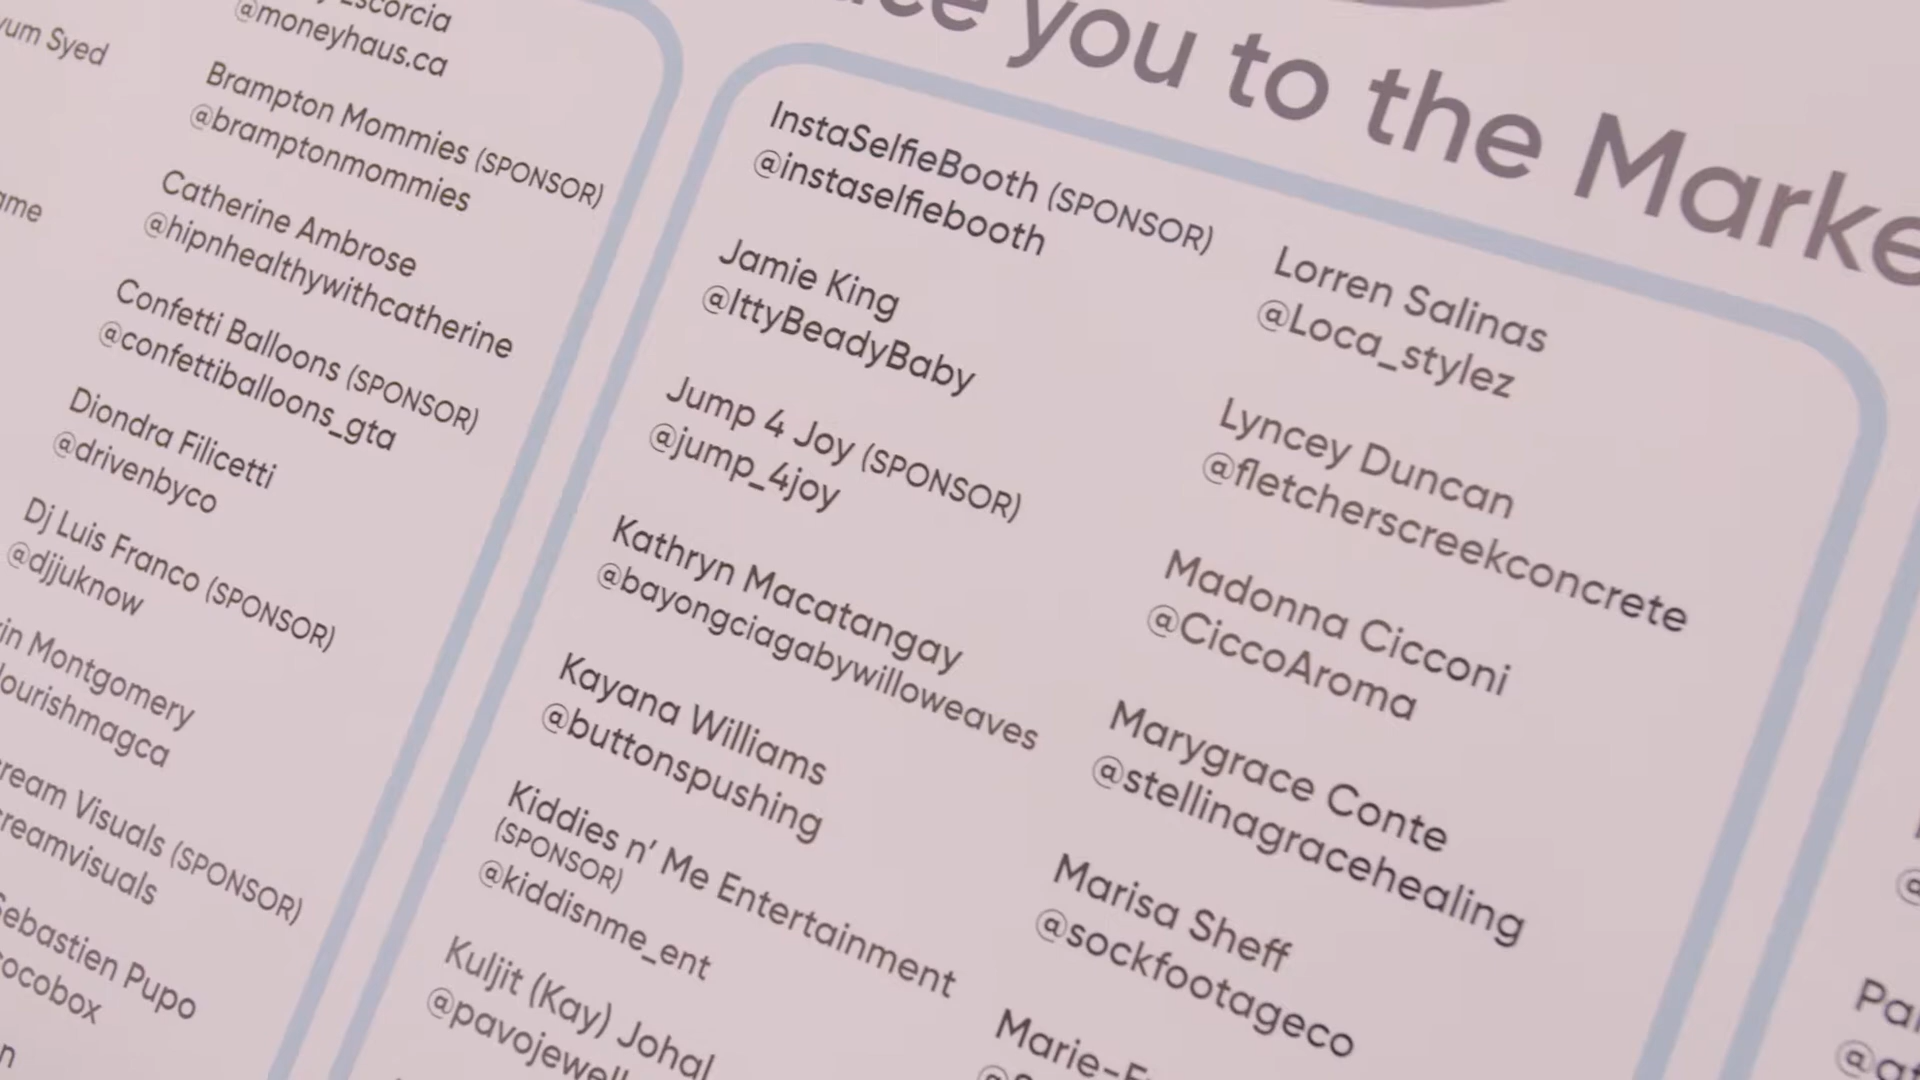 you to the
Syed
@moneyhaus.ca
Brampton Mommies (SPONSOR)
@bramptonmommies
Catherine Ambrose
@hipnhealthywithcatherine
Confetti Balloons (SPONSOR)
@confettiballoons_gta
Diondra Filicetti
@drivenbyco
Dj Luis Franco (SPONSOR)
@djjuknow
Montgomery
Visuals (SPONSOR)
Sebastien Pupo
InstaSelfieBooth (SPONSOR)
@instaselfiebooth
Jamie King
@IttyBeadyBaby
Jump 4 Joy (SPONSOR)
@jump_4joy
Kathryn Macatangay
@bayongciagabywilloweaves
Kayana Williams
@buttonspushing
Kiddies n' Me Entertainment
(SPONSOR)
@kiddisnme_ent
Kuljit (Kay) Johal
Lorren Salinas
@Loca_stylez
Lyncey Duncan
@fletcherscreekconcrete
Madonna Cicconi
@CiccoAroma
Marygrace Conte
@stellinagracehealing
Marisa Sheff
@sockfootageco